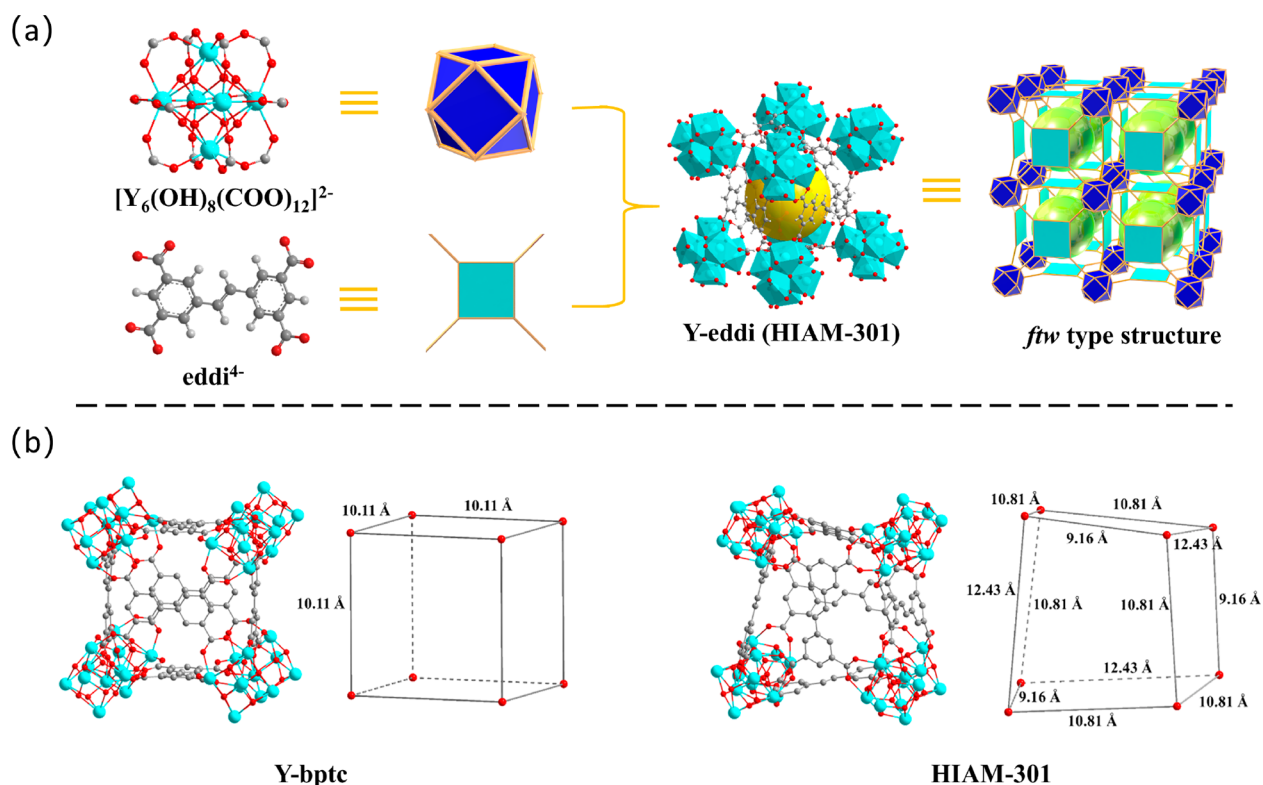 (a)
[Y6(OH)8(COO)12]2-
eddi4-
Y-eddi (HIAM-301)
ftw type structure
(b)
10.11 Å
10.11 Å
10.11 Å
Y-bptc
10.81 Å
10.81 Å
9.16 Å
12.43 Å
12.43 Å
10.81 Å
10.81 Å
9.16 Å
12.43 Å
9.16 Å
10.81 Å
10.81 Å
HIAM-301